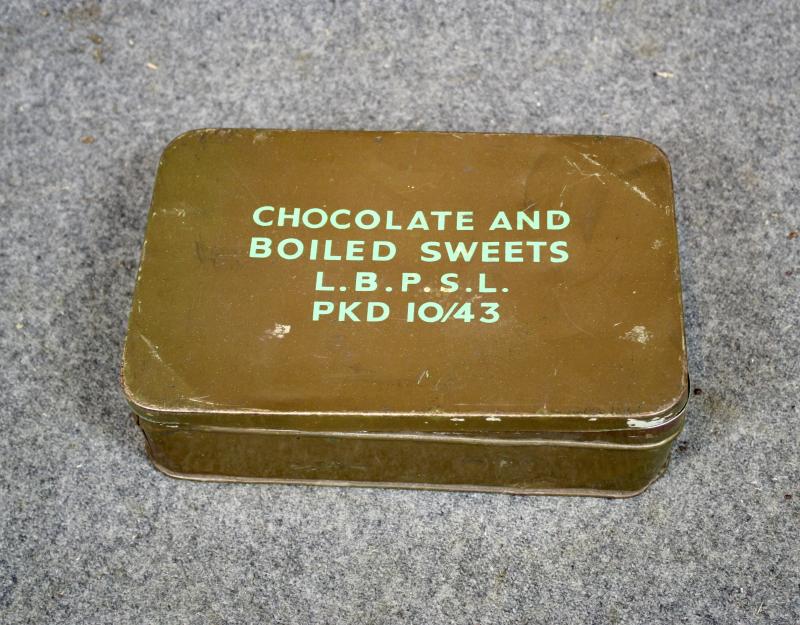 CHOCOLATE AND
BOILED SWEETS
L.B.P.S.L.
PKD 10/43